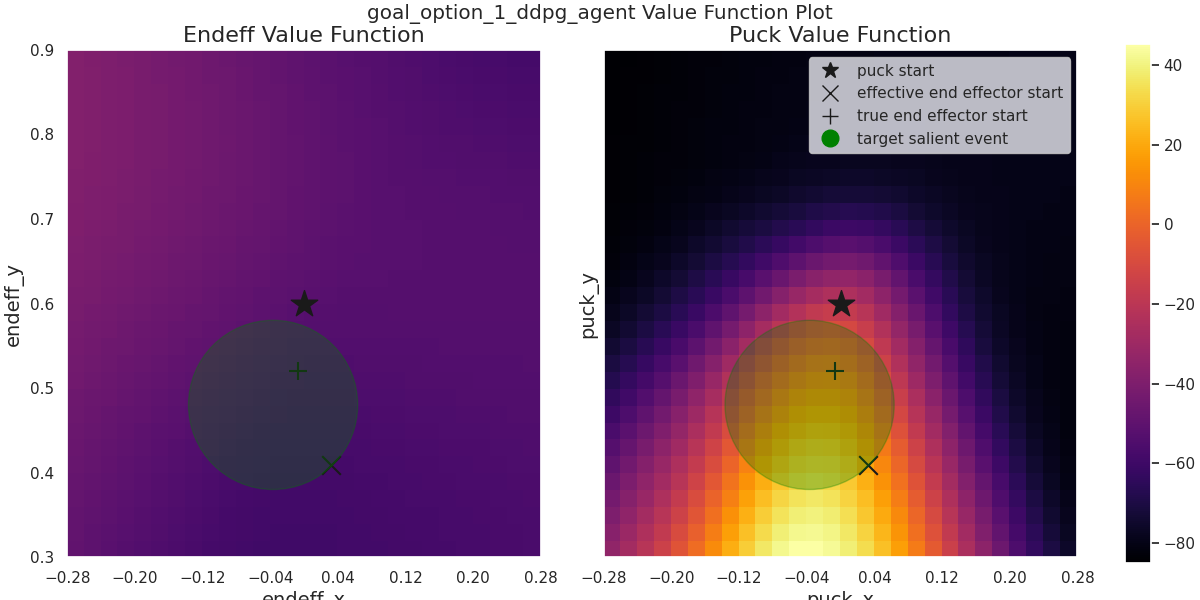 goal_option_1_ddpg_agent Value Function Plot
Endeff Value Function
0.9
0.8
0.7
0.6
0.5
0.4
0.3
endeff_y
−0.28 −0.20 −0.12 −0.04 0.04 0.12 0.20 0.28
endeff_x
Puck Value Function
puck start
effective end effector start
true end effector start
target salient event
puck_y
−0.28 −0.20 −0.12 −0.04 0.04 0.12 0.20 0.28
puck_x
40
20
0
−20
−40
−60
−80